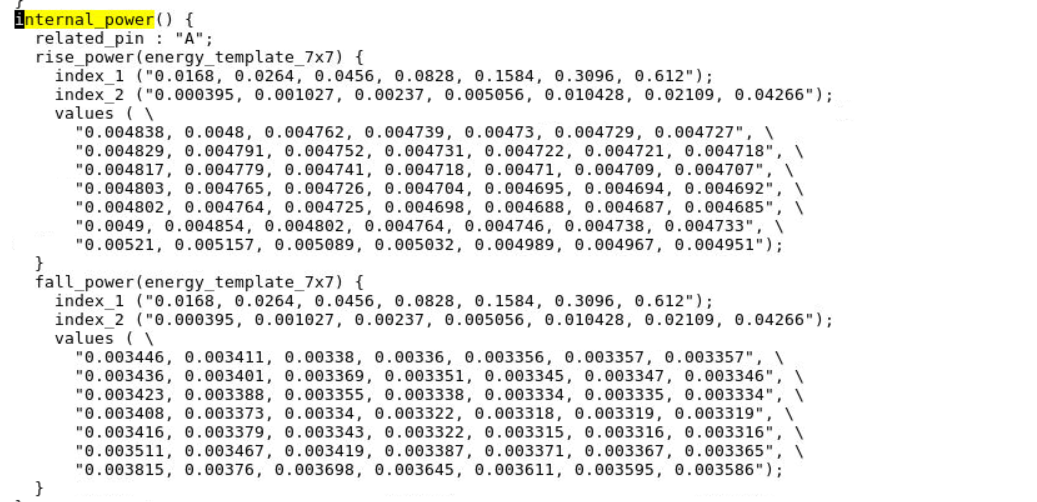 }
internal_power() {
related_pin : "A";
rise_power(energy_template_7x7) {
index_1 ("0.0168, 0.0264, 0.0456, 0.0828, 0.1584, 0.3096, 0.612");
index_2 ("0.000395, 0.001027, 0.00237, 0.005056, 0.010428, 0.02109, 0.04266");
values ( \
"0.004838, 0.0048, 0.004762, 0.004739, 0.00473, 0.004729, 0.004727", \
"0.004829, 0.004791, 0.004752, 0.004731, 0.004722, 0.004721, 0.004718", \
"0.004817, 0.004779, 0.004741, 0.004718, 0.00471, 0.004709, 0.004707", \
"0.004803, 0.004765, 0.004726, 0.004704, 0.004695, 0.004694, 0.004692", \
"0.004802, 0.004764, 0.004725, 0.004698, 0.004688, 0.004687, 0.004685", \
"0.0049, 0.004854, 0.004802, 0.004764, 0.004746, 0.004738, 0.004733", \
"0.00521, 0.005157, 0.005089, 0.005032, 0.004989, 0.004967, 0.004951");
}
fall_power(energy_template_7x7) {
index_1 ("0.0168, 0.0264, 0.0456, 0.0828, 0.1584, 0.3096, 0.612");
index_2 ("0.000395, 0.001027, 0.00237, 0.005056, 0.010428, 0.02109, 0.04266");
values ( \
"0.003446, 0.003411, 0.00338, 0.00336, 0.003356, 0.003357, 0.003357", \
"0.003436, 0.003401, 0.003369, 0.003351, 0.003345, 0.003347, 0.003346", \
"0.003423, 0.003388, 0.003355, 0.003338, 0.003334, 0.003335, 0.003334", \
"0.003408, 0.003373, 0.00334, 0.003322, 0.003318, 0.003319, 0.003319", \
"0.003416, 0.003379, 0.003343, 0.003322, 0.003315, 0.003316, 0.003316", \
"0.003511, 0.003467, 0.003419, 0.003387, 0.003371, 0.003367, 0.003365", \
"0.003815, 0.00376, 0.003698, 0.003645, 0.003611, 0.003595, 0.003586");
}